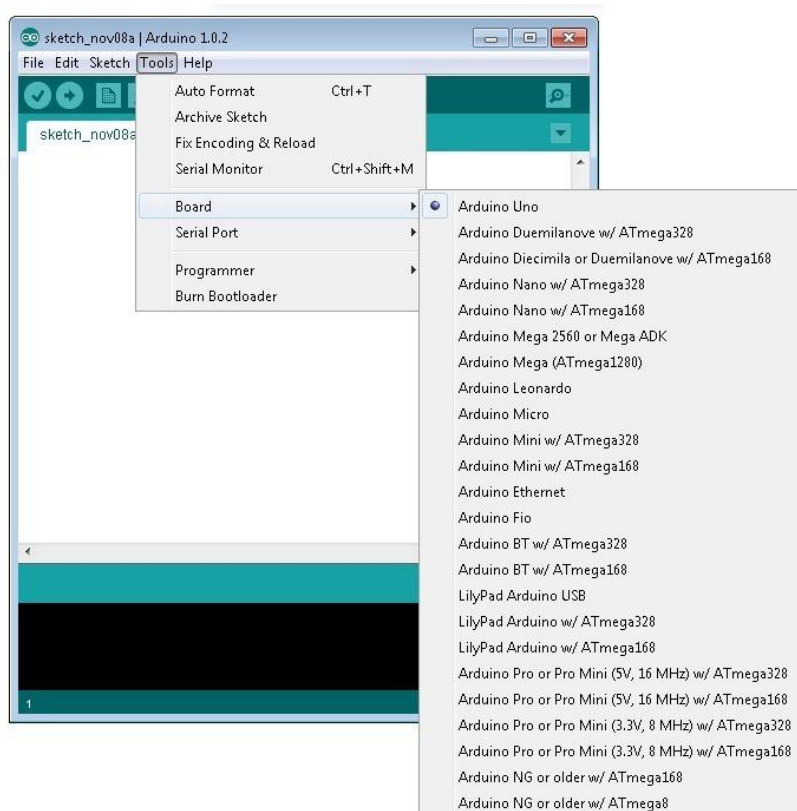 sketch_nov08a | Arduino 1.0.2
File Edit Sketch Tools Help
sketch_nov08a
Auto Format Ctrl+T
Archive Sketch
Fix Encoding & Reload
Serial Monitor Ctrl+Shift+M
Board
Serial Port
Programmer
Burn Bootloader
Arduino Uno
Arduino Duemilanove w/ ATmega328
Arduino Diecimila or Duemilanove w/ ATmega168
Arduino Nano w/ ATmega328
Arduino Nano w/ ATmega168
Arduino Mega 2560 or Mega ADK
Arduino Mega (ATmega1280)
Arduino Leonardo
Arduino Micro
Arduino Mini w/ ATmega328
Arduino Mini w/ ATmega168
Arduino Ethernet
Arduino Fio
Arduino BT w/ ATmega328
Arduino BT w/ ATmega168
LilyPad Arduino USB
LilyPad Arduino w/ ATmega328
LilyPad Arduino w/ ATmega168
Arduino Pro or Pro Mini (5V, 16 MHz) w/ ATmega328
Arduino Pro or Pro Mini (5V, 16 MHz) w/ ATmega168
Arduino Pro or Pro Mini (3.3V, 8 MHz) w/ ATmega328
Arduino Pro or Pro Mini (3.3V, 8 MHz) w/ ATmega168
Arduino NG or older w/ ATmega168
Arduino NG or older w/ ATmega8
1